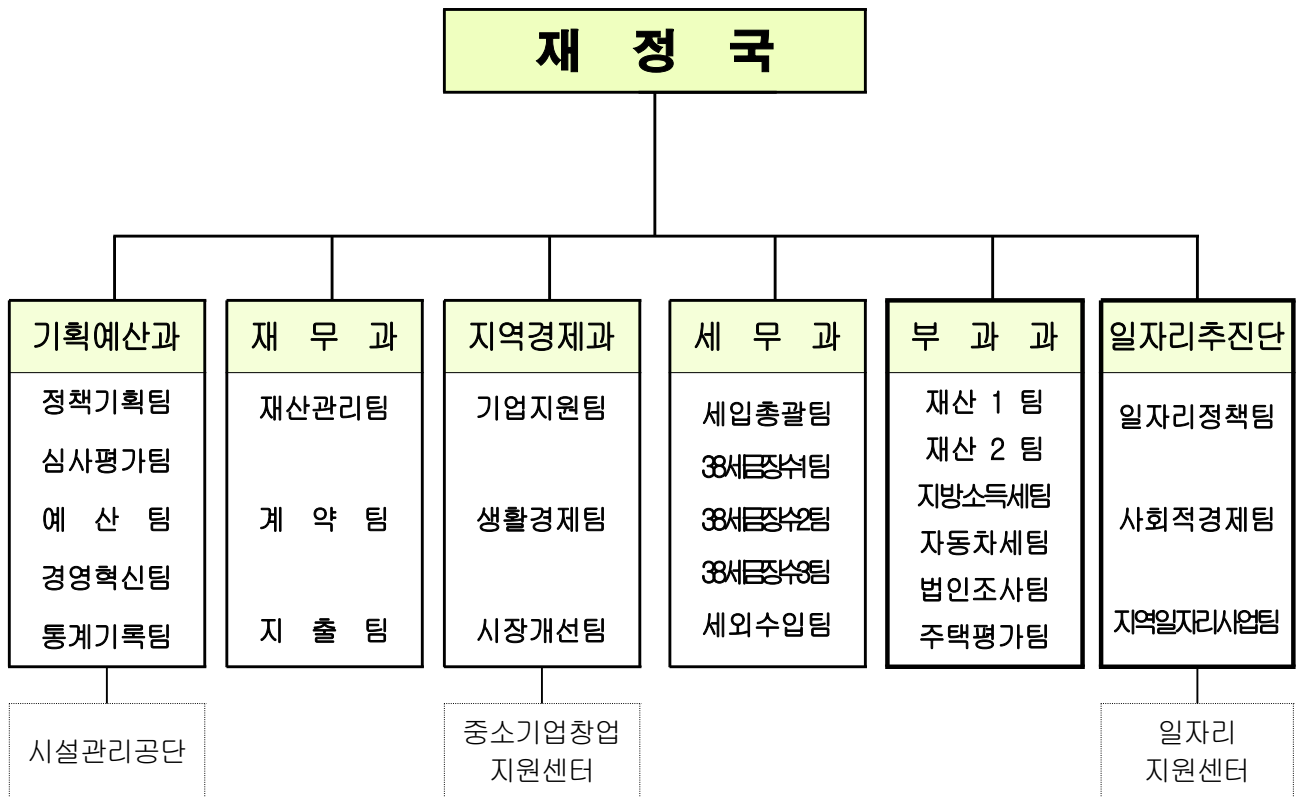 재 정 국
기획예산과
정책기획팀
심사평가팀
예 산 팀
경영혁신팀
통계기록팀
시설관리공단
재 무 과
재산관리팀
계 약 팀
지 출 팀
지역경제과
기업지원팀
생활경제팀
시장개선팀
중소기업창업
지원센터
세 무 과
세입총괄팀
38세금징수1팀
38세금징수2팀
38세금징수3팀
세외수입팀
부 과 과
재산 1 팀
재산 2 팀
지방소득세팀
자동차세팀
법인조사팀
주택평가팀
일자리추진단
일자리정책팀
사회적경제팀
지역일자리사업팀
일자리
지원센터